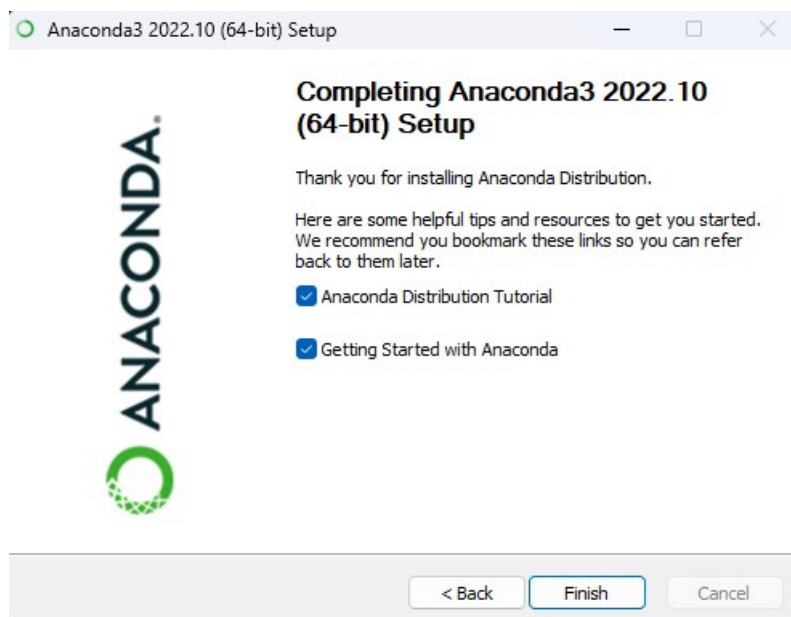 Anaconda3 2022.10 (64-bit) Setup
ANACONDA.
Completing Anaconda3 2022.10
(64-bit) Setup
Thank you for installing Anaconda Distribution.
Here are some helpful tips and resources to get you started.
We recommend you bookmark these links so you can refer
back to them later.
Anaconda Distribution Tutorial
Getting Started with Anaconda
< Back
Finish
Cancel